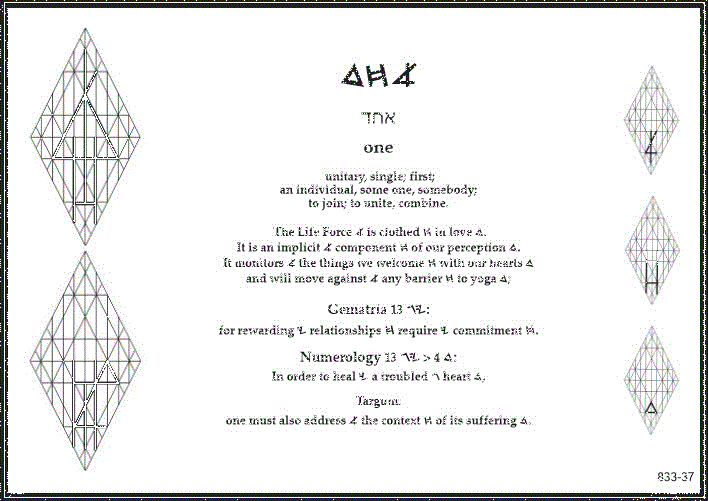 𐤀𐤇𐤃
אחד
one
unitary, single; first;
an individual, some one, somebody;
to join; to unite, combine.
The Life Force 𐤀 is clothed 𐤇 in love 𐤃.
It is an implicit 𐤀 component 𐤇 of our perception 𐤃.
It monitors 𐤀 the things we welcome 𐤇 with our hearts 𐤃
and will move against 𐤀 any barrier 𐤇 to yoga 𐤃;
Gematria 13 𐤉𐤂:
for rewarding 𐤉 relationships 𐤇 require 𐤉 commitment 𐤇.
Numerology 13 𐤉𐤂 > 4 𐤃:
In order to heal 𐤉 a troubled 𐤂 heart 𐤃,
Targum:
one must also address 𐤀 the context 𐤇 of its suffering 𐤃.
𐤀
𐤇
𐤃
833-37